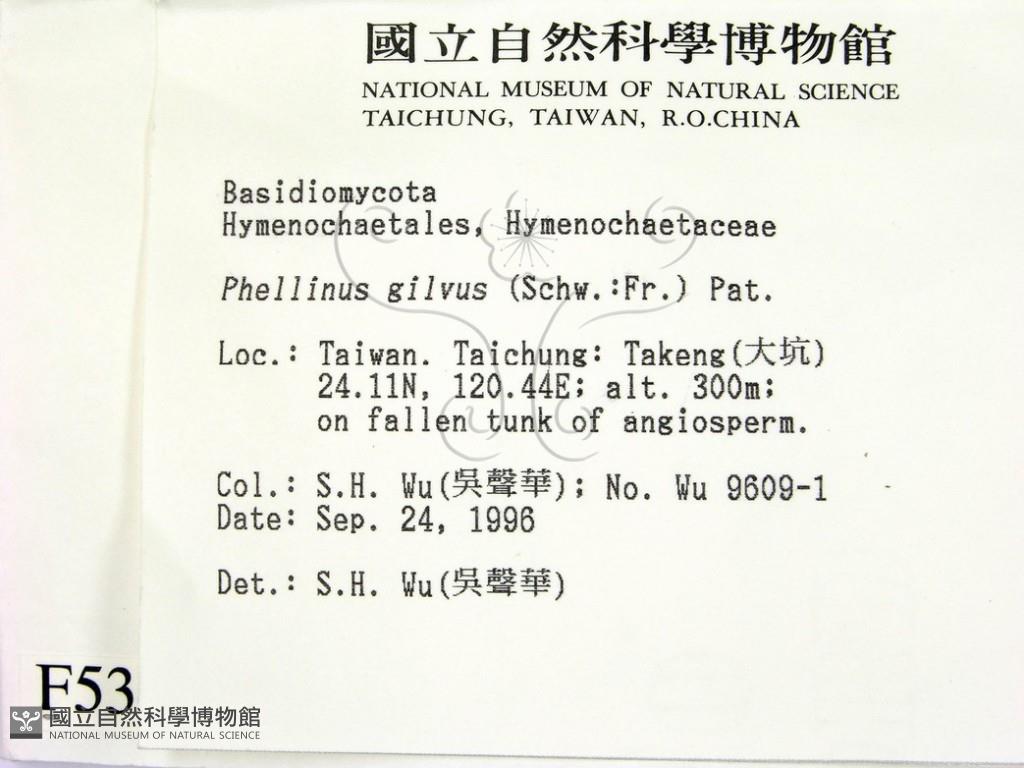 國立自然科學博物館
NATIONAL MUSEUM OF NATURAL SCIENCE
TAICHUNG, TAIWAN, R.O.CHINA
Basidiomycota
Hymenochaetales, Hymenochaetaceae
Phellinus gilvus (Schw.:Fr.) Pat.
Loc.: Taiwan. Taichung: Takeng(大坑)
24.11N, 120.44E; alt. 300m;
on fallen tunk of angiosperm.
Col.: S.H. Wu(吳聲華); No. Wu 9609-1
Date: Sep. 24, 1996
Det.: S.H. Wu(吳聲華)
F53
國立自然科學博物館
NATIONAL MUSEUM OF NATURAL SCIENCE